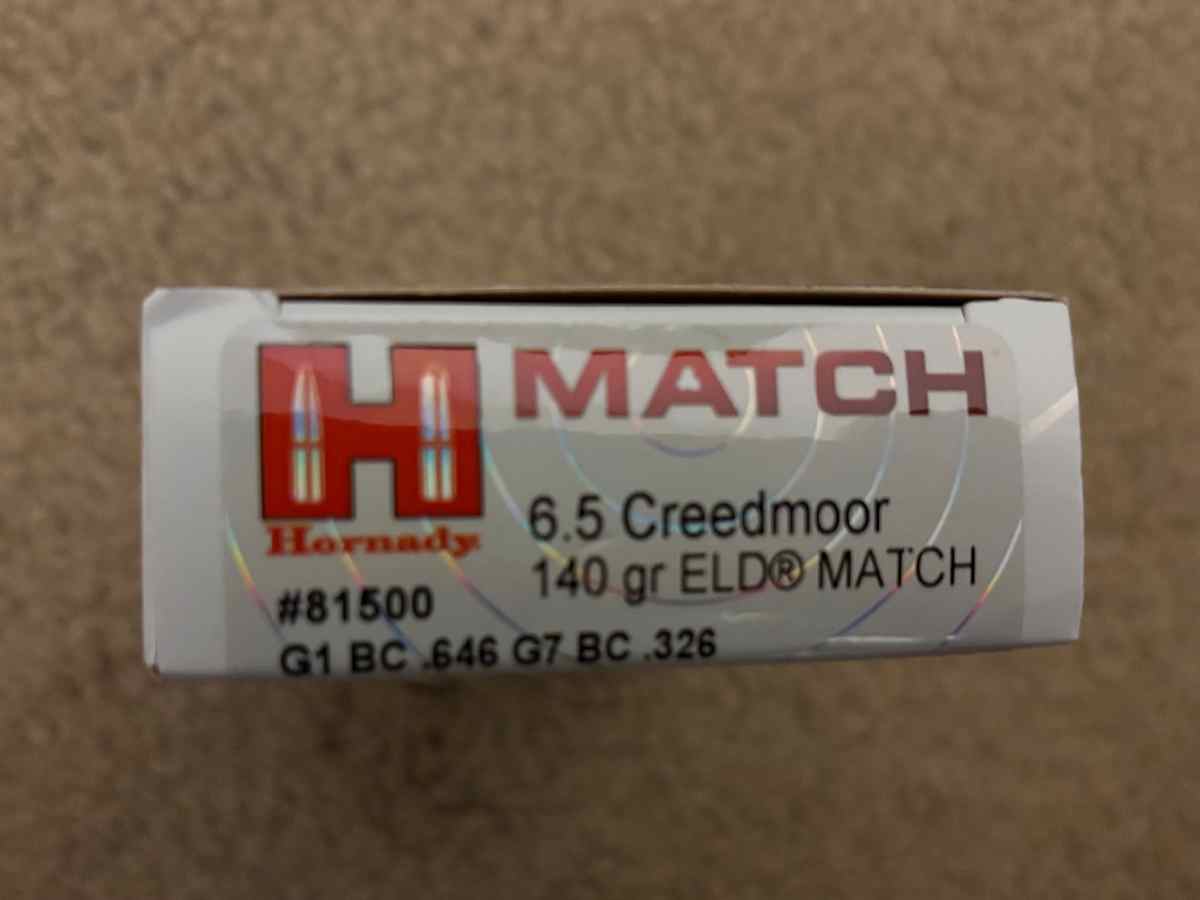 H MATCH
Hornady
6.5 Creedmoor
140 gr ELD® MATCH
#81500
G1 BC .646 G7 BC .326